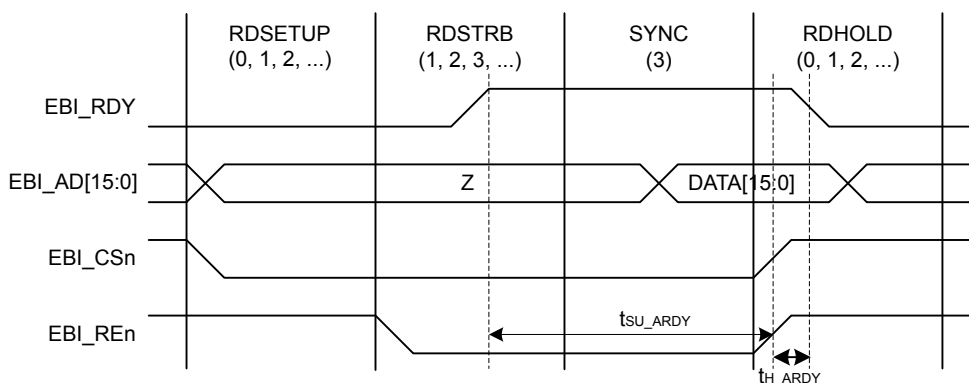 RDSETUP RDSTRB SYNC RDHOLD
(0, 1, 2, ...) (1, 2, 3, ...) (3) (0, 1, 2, ...)
EBI_RDY
EBI_AD[15:0] Z DATA[15:0]
EBI_CSn
EBI_REn tSU_ARDY
tH_ARDY